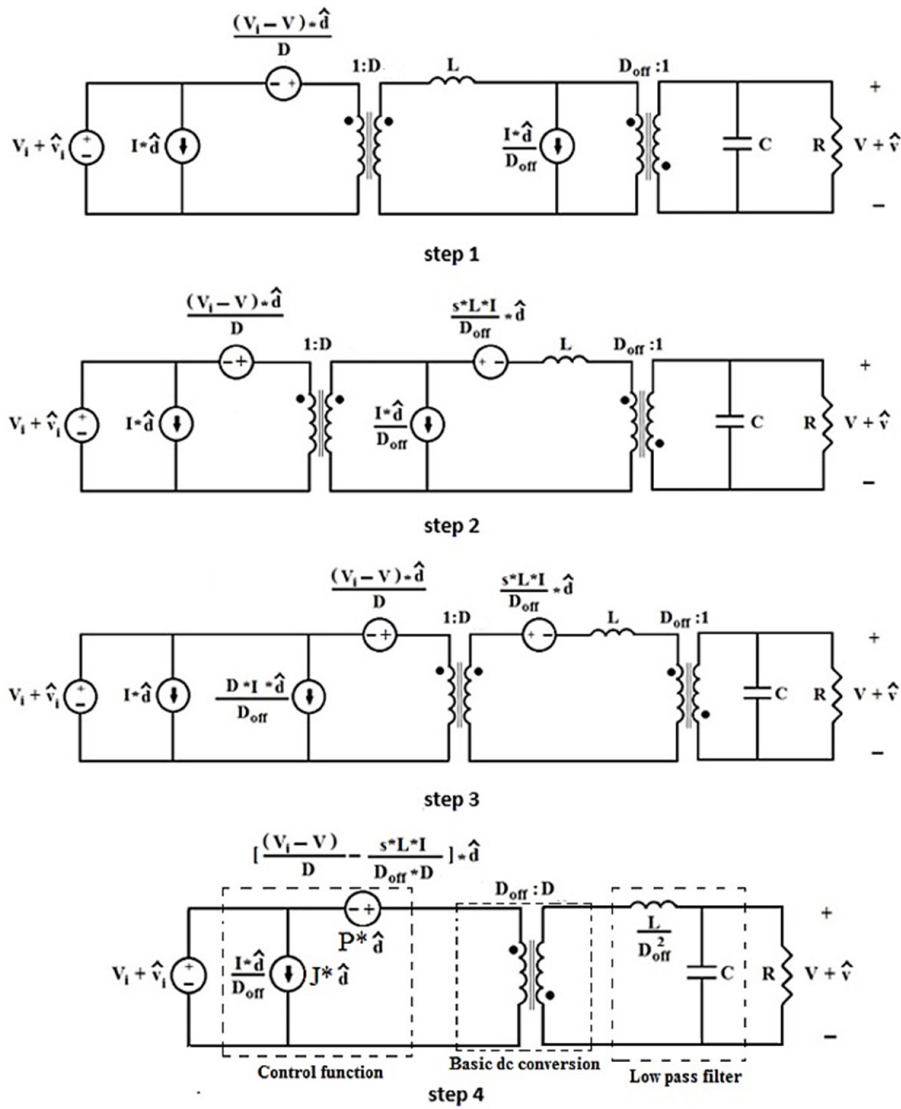 (V_i − V)*d̂
D
1:D
L
D_off :1
V_i + v̂_i
+
−
− +
I*d̂
I*d̂
D_off
C
R
+
V + v̂
−
step 1
(V_i − V)*d̂
D
s*L*I
D_off
*d̂
1:D
− +
+ −
L
D_off :1
V_i + v̂_i
+
−
I*d̂
I*d̂
D_off
C
R
+
V + v̂
−
step 2
(V_i − V)*d̂
D
s*L*I
D_off
*d̂
1:D
− +
+ −
L
D_off :1
V_i + v̂_i
+
−
I*d̂
D*I*d̂
D_off
C
R
+
V + v̂
−
step 3
[(V_i − V)/D − s*L*I/(D_off*D)]*d̂
D_off :D
− +
P*d̂
L
D_off^2
V_i + v̂_i
+
−
I*d̂
D_off
J*d̂
C
R
+
V + v̂
−
Control function
Basic dc conversion
Low pass filter
step 4